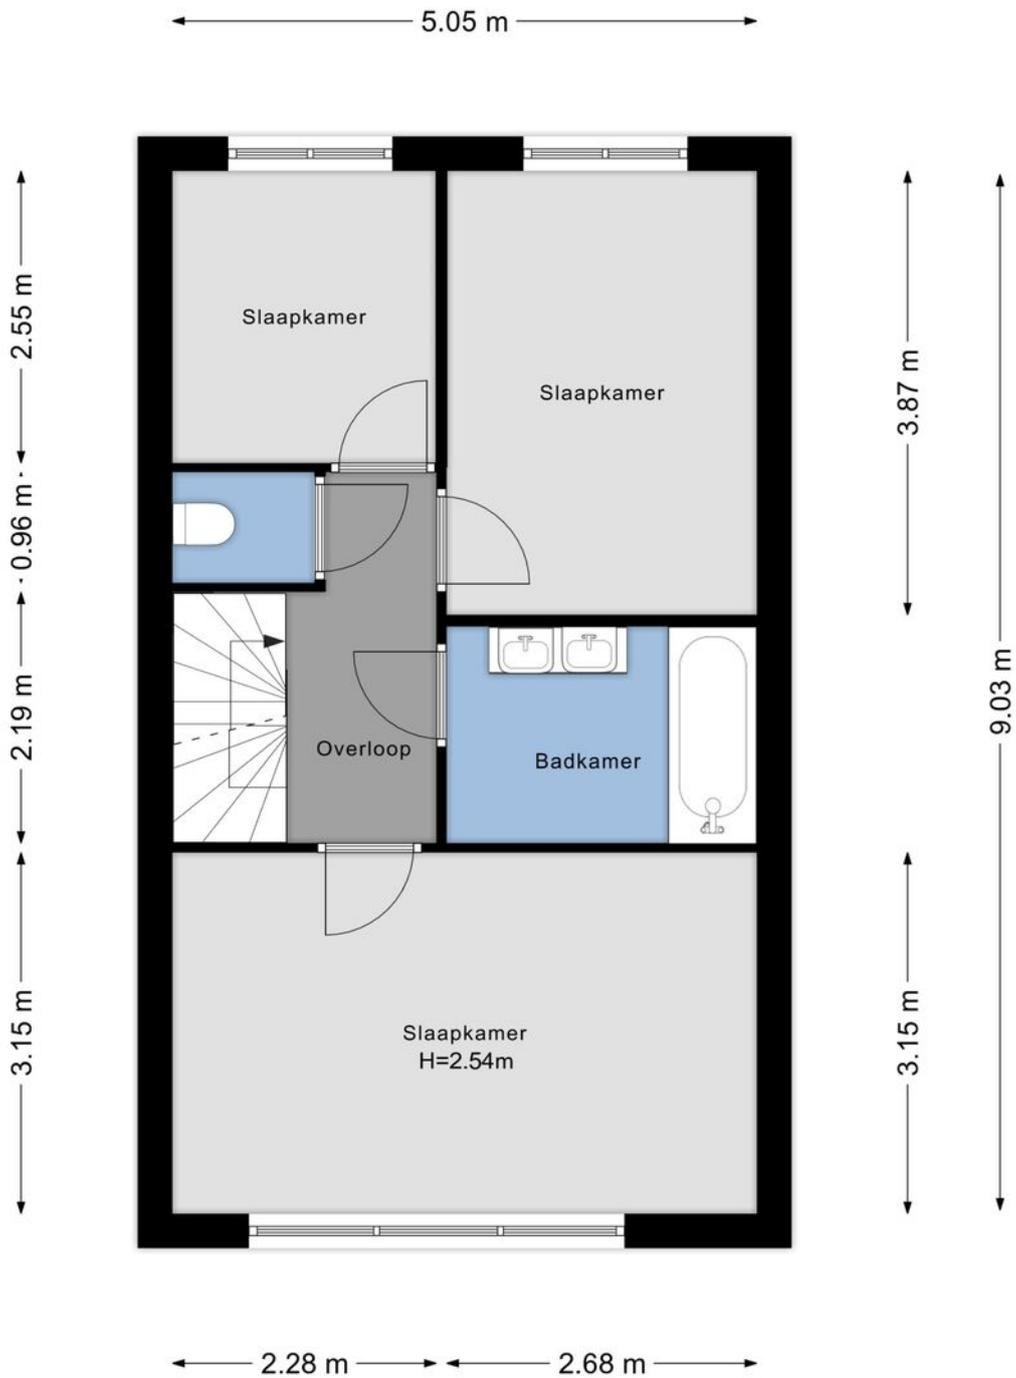 5.05 m
2.55 m
0.96 m
2.19 m
3.15 m
Slaapkamer
Slaapkamer
Overloop
Badkamer
Slaapkamer
H=2.54m
3.87 m
3.15 m
9.03 m
2.28 m
2.68 m